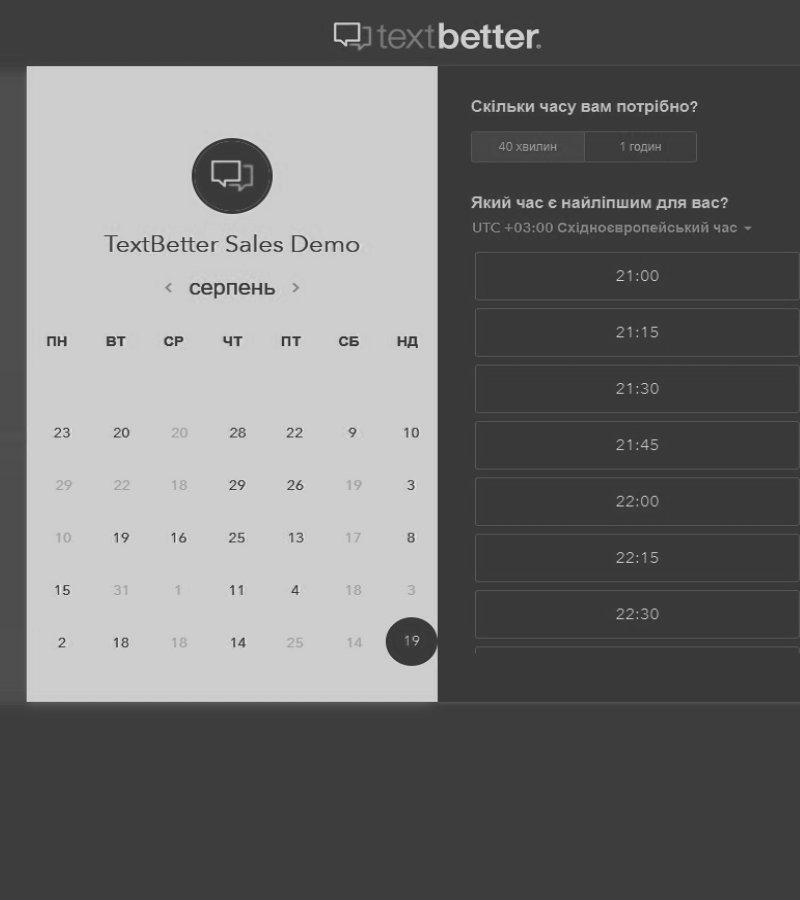 textbetter.
TextBetter Sales Demo
серпень
ПН ВТ СР ЧТ ПТ СБ НД
23 20 20 28 22 9 10
29 22 18 29 26 19 3
10 19 16 25 13 17 8
15 31 1 11 4 18 3
2 18 18 14 25 14 19
Скільки часу вам потрібно?
40 хвилин 1 годин
Який час є найліпшим для вас?
UTC +03:00 Східноєвропейський час
21:00
21:15
21:30
21:45
22:00
22:15
22:30